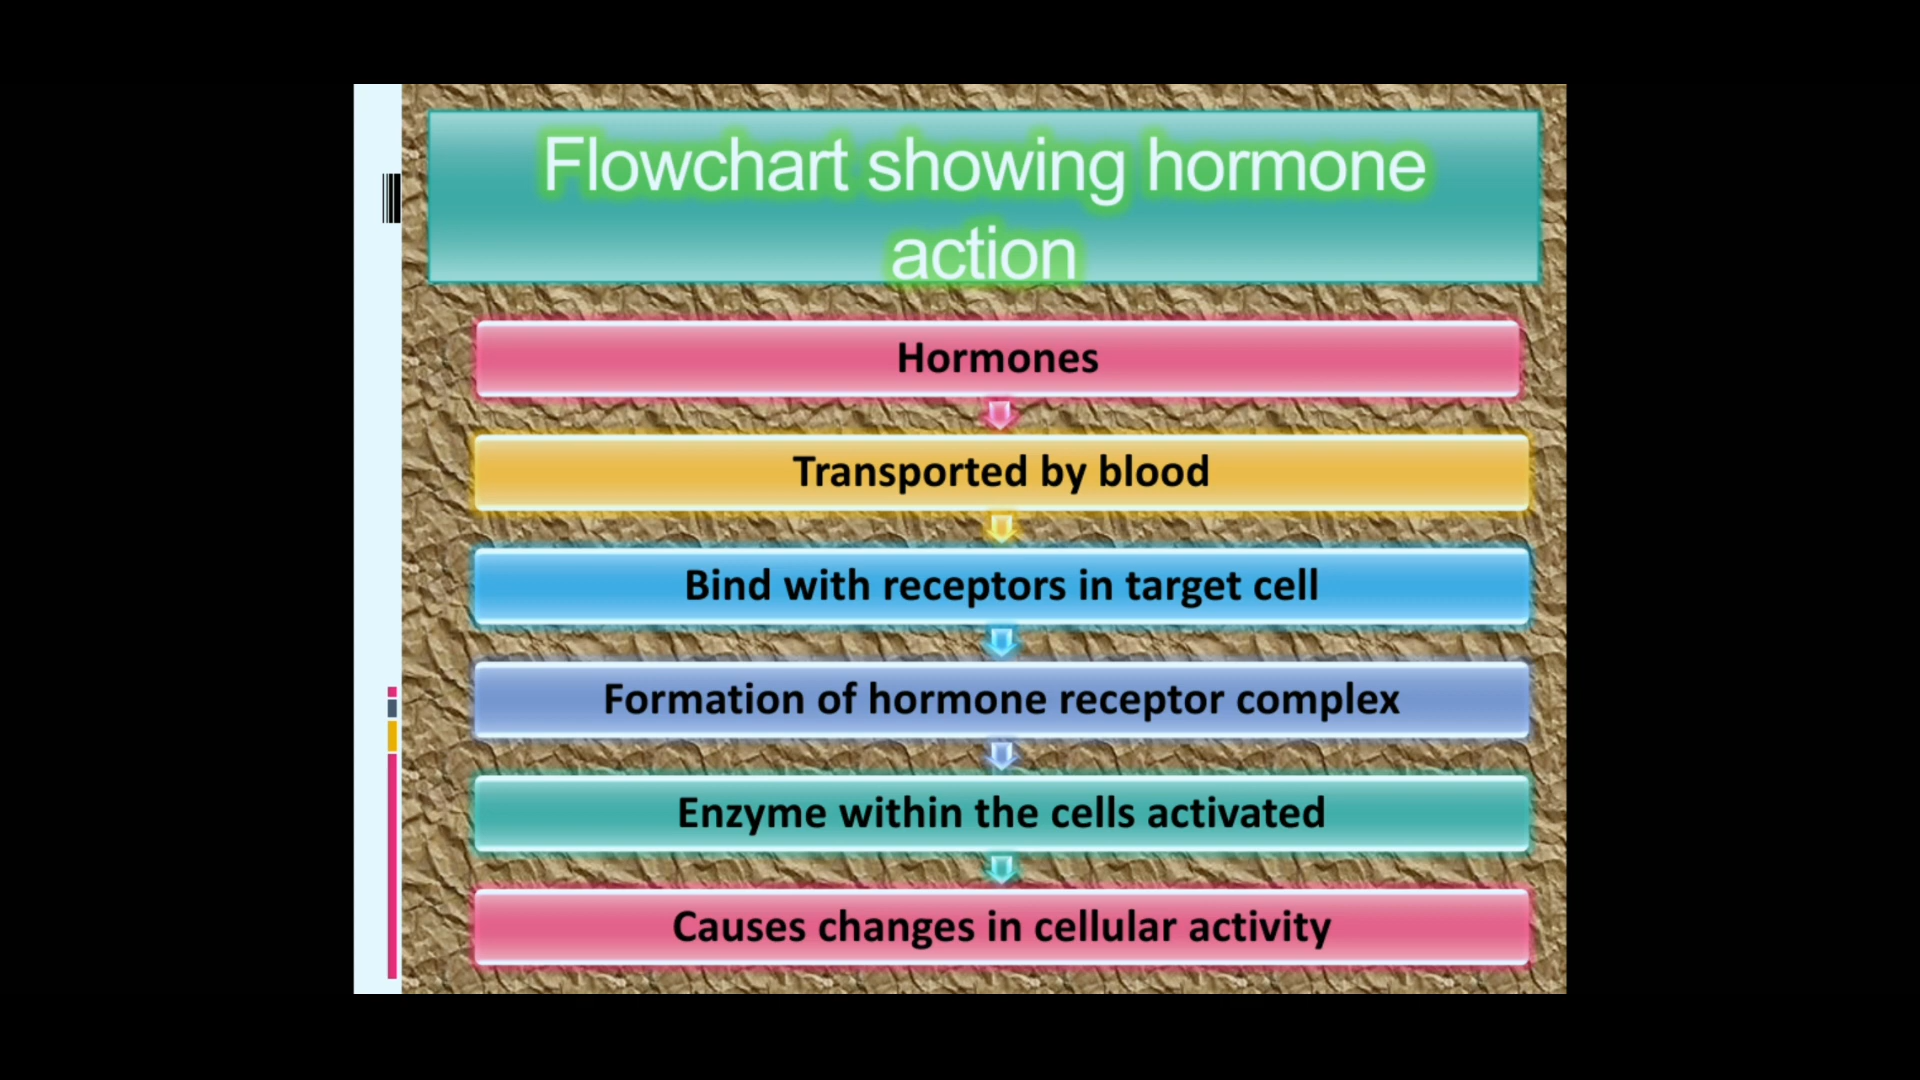 Flowchart showing hormone
action
Hormones
Transported by blood
Bind with receptors in target cell
Formation of hormone receptor complex
Enzyme within the cells activated
Causes changes in cellular activity